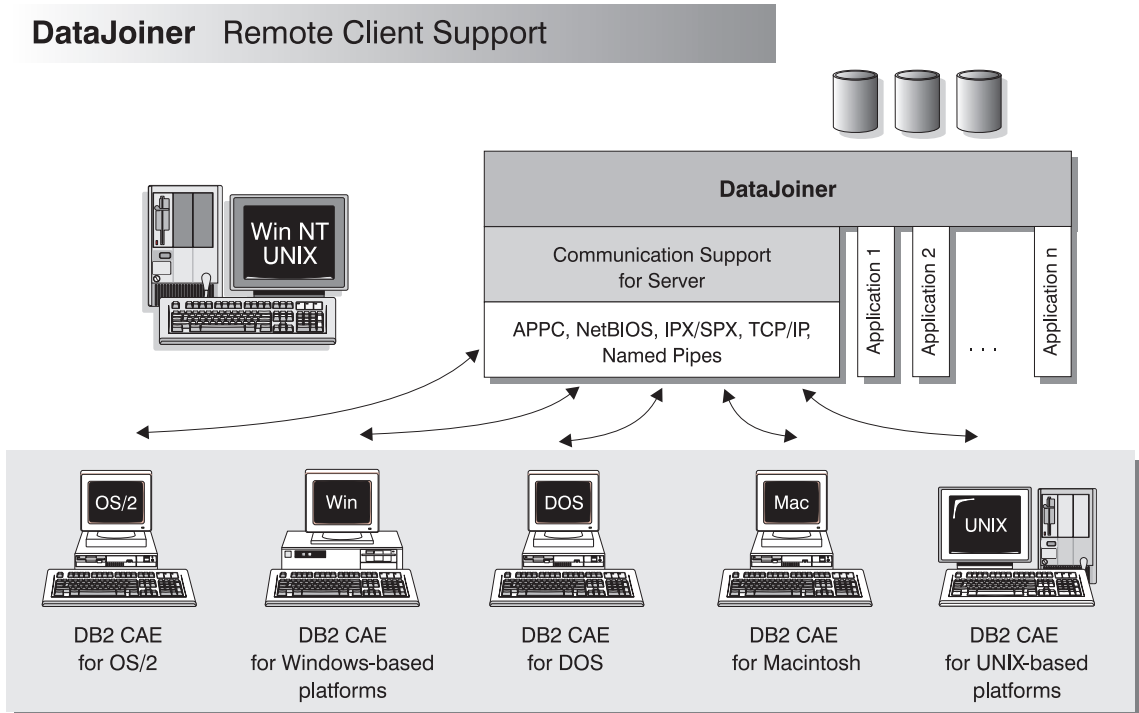 DataJoiner Remote Client Support
Win NT
UNIX
DataJoiner
Communication Support
for Server
APPC, NetBIOS, IPX/SPX, TCP/IP,
Named Pipes
Application 1
Application 2
. . .
Application n
OS/2
Win
DOS
Mac
UNIX
DB2 CAE
for OS/2
DB2 CAE
for Windows-based
platforms
DB2 CAE
for DOS
DB2 CAE
for Macintosh
DB2 CAE
for UNIX-based
platforms